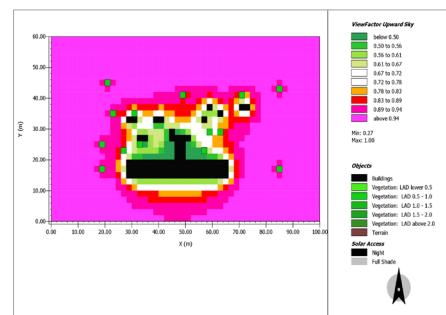 ViewFactor Upward Sky
below 0.50
0.50 to 0.56
0.56 to 0.61
0.61 to 0.67
0.67 to 0.72
0.72 to 0.78
0.78 to 0.83
0.83 to 0.89
0.89 to 0.94
above 0.94
Min: 0.27
Max: 1.00
Objects
Buildings
Vegetation: LAD lower 0.5
Vegetation: LAD 0.5 - 1.0
Vegetation: LAD 1.0 - 1.5
Vegetation: LAD 1.5 - 2.0
Vegetation: LAD above 2.0
Terrain
Solar Access
Night
Full Shade
60.00
50.00
40.00
30.00
20.00
10.00
0.00
Y (m)
0.00 10.00 20.00 30.00 40.00 50.00 60.00 70.00 80.00 90.00 100.00
X (m)